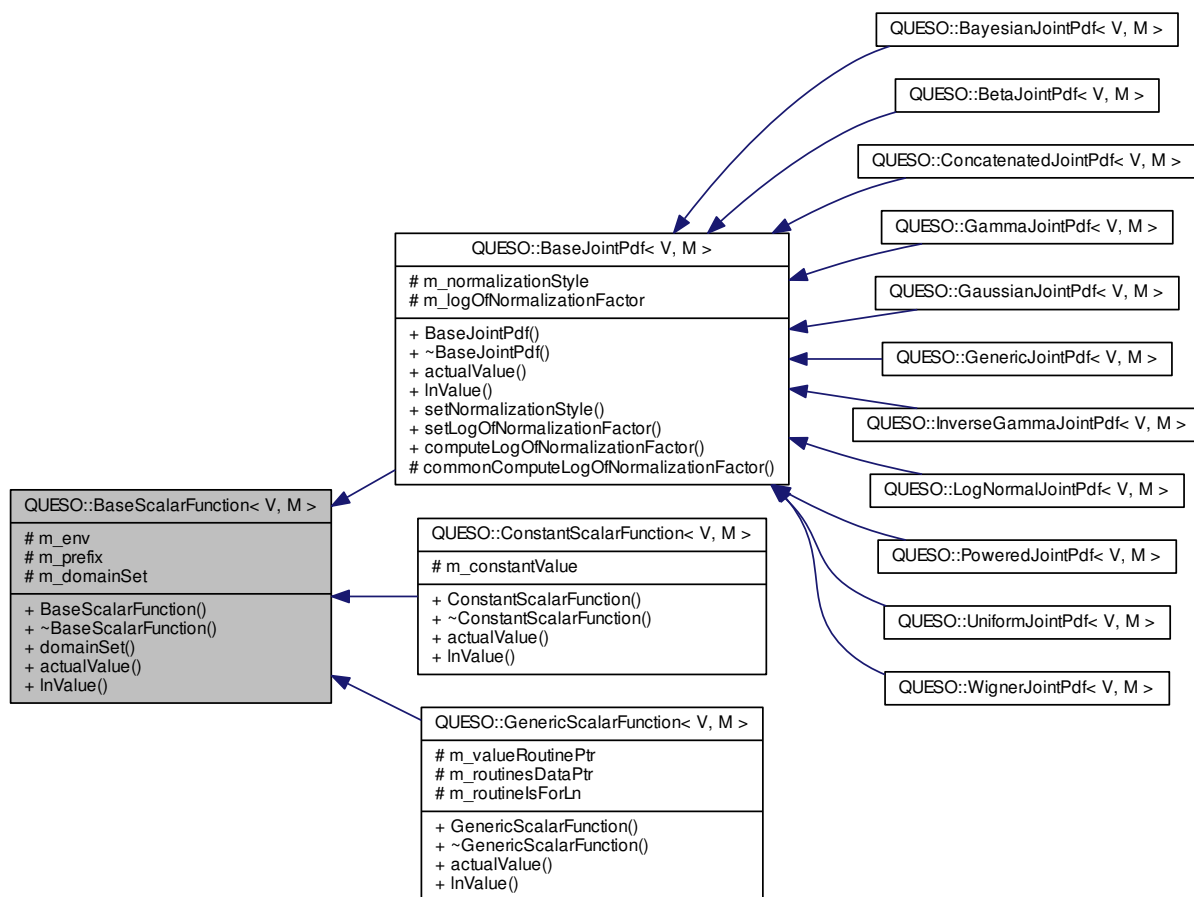 QUESO::BayesianJointPdf< V, M >
QUESO::BetaJointPdf< V, M >
QUESO::ConcatenatedJointPdf< V, M >
QUESO::GammaJointPdf< V, M >
QUESO::GaussianJointPdf< V, M >
QUESO::GenericJointPdf< V, M >
QUESO::InverseGammaJointPdf< V, M >
QUESO::LogNormalJointPdf< V, M >
QUESO::PoweredJointPdf< V, M >
QUESO::UniformJointPdf< V, M >
QUESO::WignerJointPdf< V, M >
QUESO::BaseJointPdf< V, M >
# m_normalizationStyle
# m_logOfNormalizationFactor
+ BaseJointPdf()
+ ~BaseJointPdf()
+ actualValue()
+ lnValue()
+ setNormalizationStyle()
+ setLogOfNormalizationFactor()
+ computeLogOfNormalizationFactor()
# commonComputeLogOfNormalizationFactor()
QUESO::BaseScalarFunction< V, M >
# m_env
# m_prefix
# m_domainSet
+ BaseScalarFunction()
+ ~BaseScalarFunction()
+ domainSet()
+ actualValue()
+ lnValue()
QUESO::ConstantScalarFunction< V, M >
# m_constantValue
+ ConstantScalarFunction()
+ ~ConstantScalarFunction()
+ actualValue()
+ lnValue()
QUESO::GenericScalarFunction< V, M >
# m_valueRoutinePtr
# m_routinesDataPtr
# m_routineIsForLn
+ GenericScalarFunction()
+ ~GenericScalarFunction()
+ actualValue()
+ lnValue()